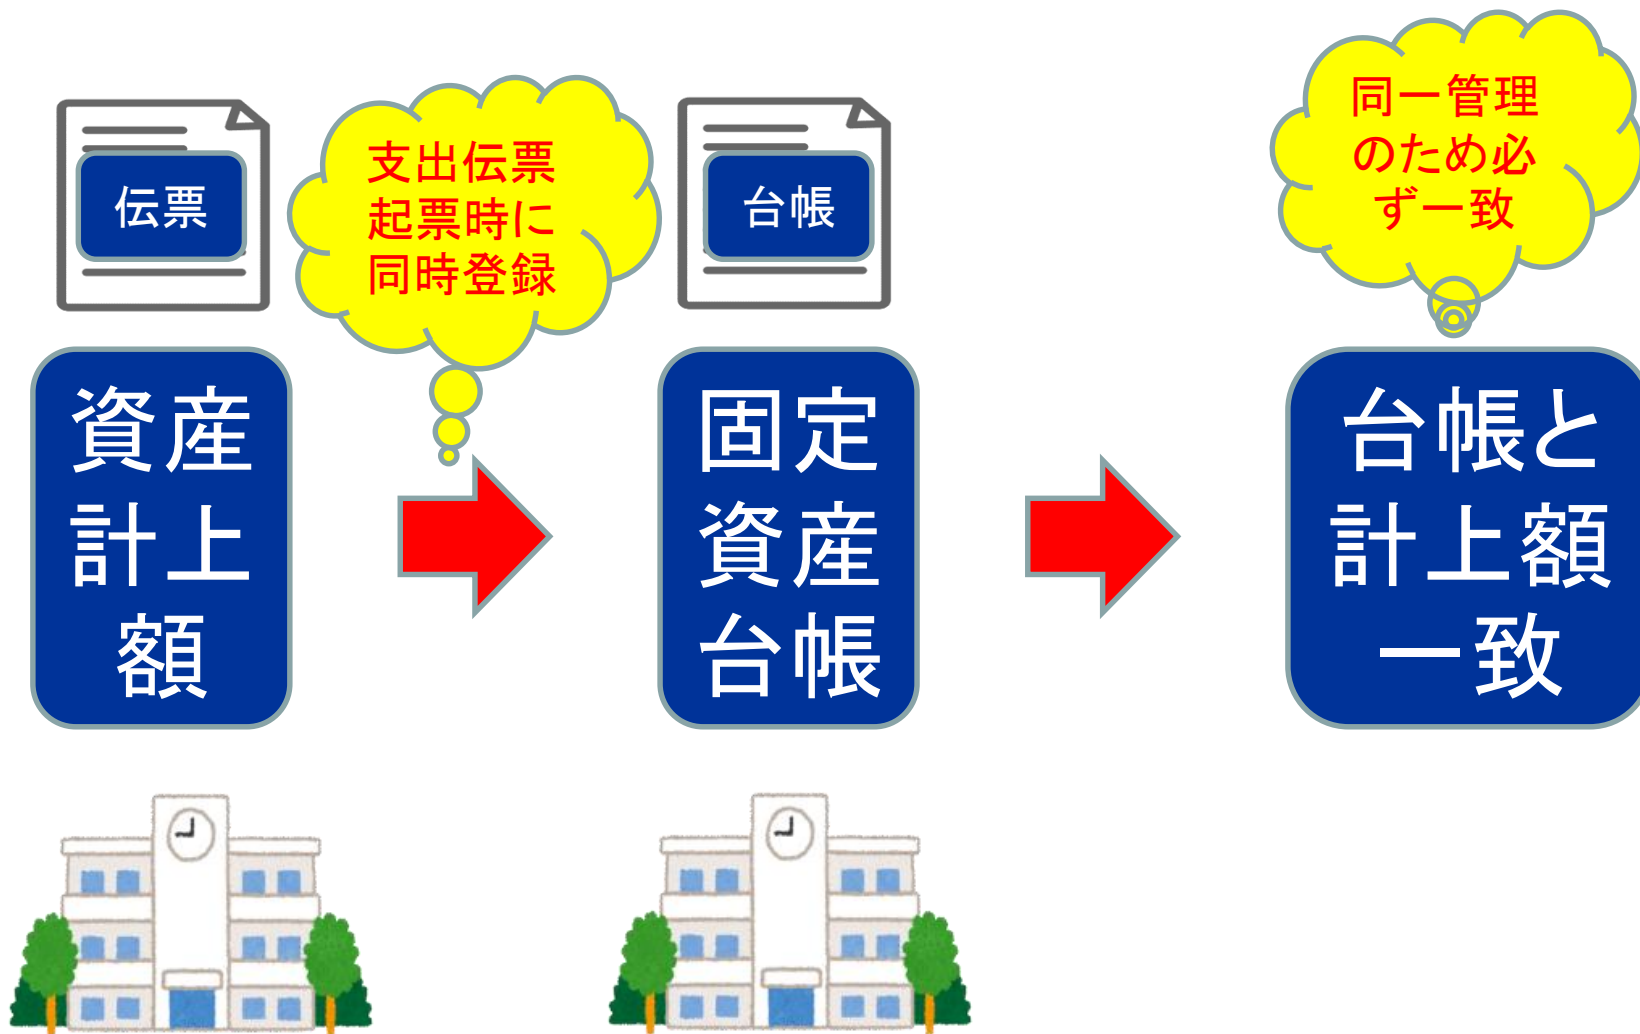 伝票
支出伝票
起票時に
同時登録
台帳
同一管理
のため必
ず一致
資産
計上
額
固定
資産
台帳
台帳と
計上額
一致